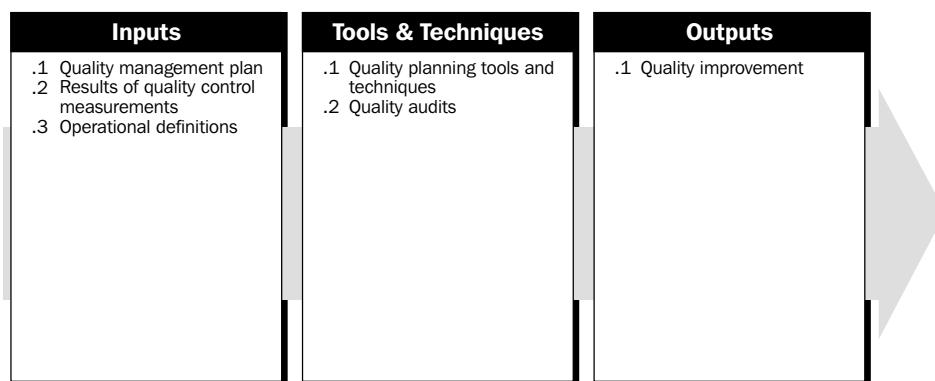 Inputs
.1 Quality management plan
.2 Results of quality control
measurements
.3 Operational definitions
Tools & Techniques
.1 Quality planning tools and
techniques
.2 Quality audits
Outputs
.1 Quality improvement